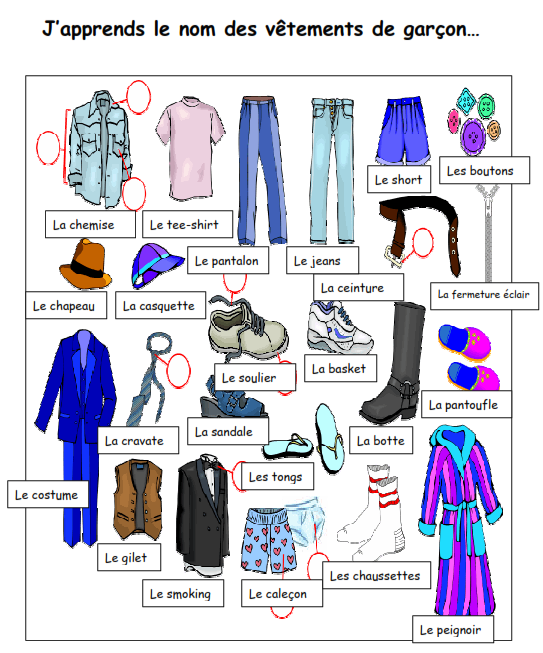 J'apprends le nom des vêtements de garçon…
La chemise
Le tee-shirt
Le pantalon
Le jeans
Le short
Les boutons
La ceinture
La fermeture éclair
Le chapeau
La casquette
Le soulier
La basket
La pantoufle
La cravate
La sandale
La botte
Les tongs
Le costume
Le gilet
Le smoking
Le caleçon
Les chaussettes
Le peignoir